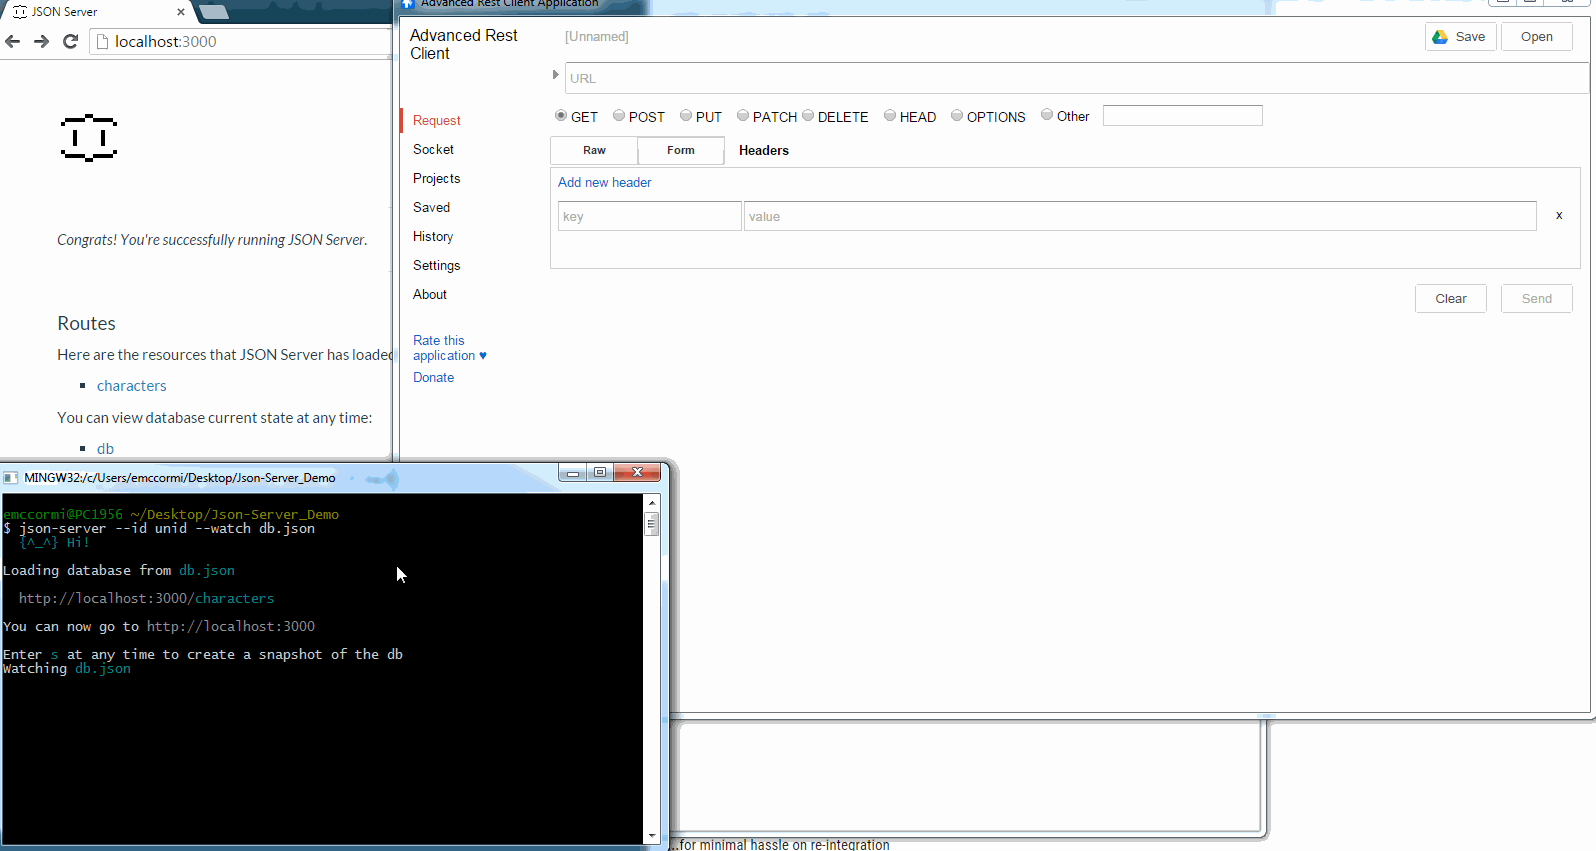 JSON Server
localhost:3000
Congrats! You're successfully running JSON Server.
Routes
Here are the resources that JSON Server has loaded
characters
You can view database current state at any time:
db
Advanced Rest Client Application
Advanced Rest
Client
[Unnamed]
Save
Open
URL
Request
GET POST PUT PATCH DELETE HEAD OPTIONS Other
Socket
Raw Form Headers
Projects
Add new header
Saved
key value x
History
Settings
About
Clear Send
Rate this
application ♥
Donate
MINGW32:/c/Users/emccormi/Desktop/Json-Server_Demo
emccormi@PC1956 ~/Desktop/Json-Server_Demo
$ json-server --id unid --watch db.json
{^_^} Hi!
Loading database from db.json
http://localhost:3000/characters
You can now go to http://localhost:3000
Enter s at any time to create a snapshot of the db
Watching db.json
...for minimal hassle on re-integration